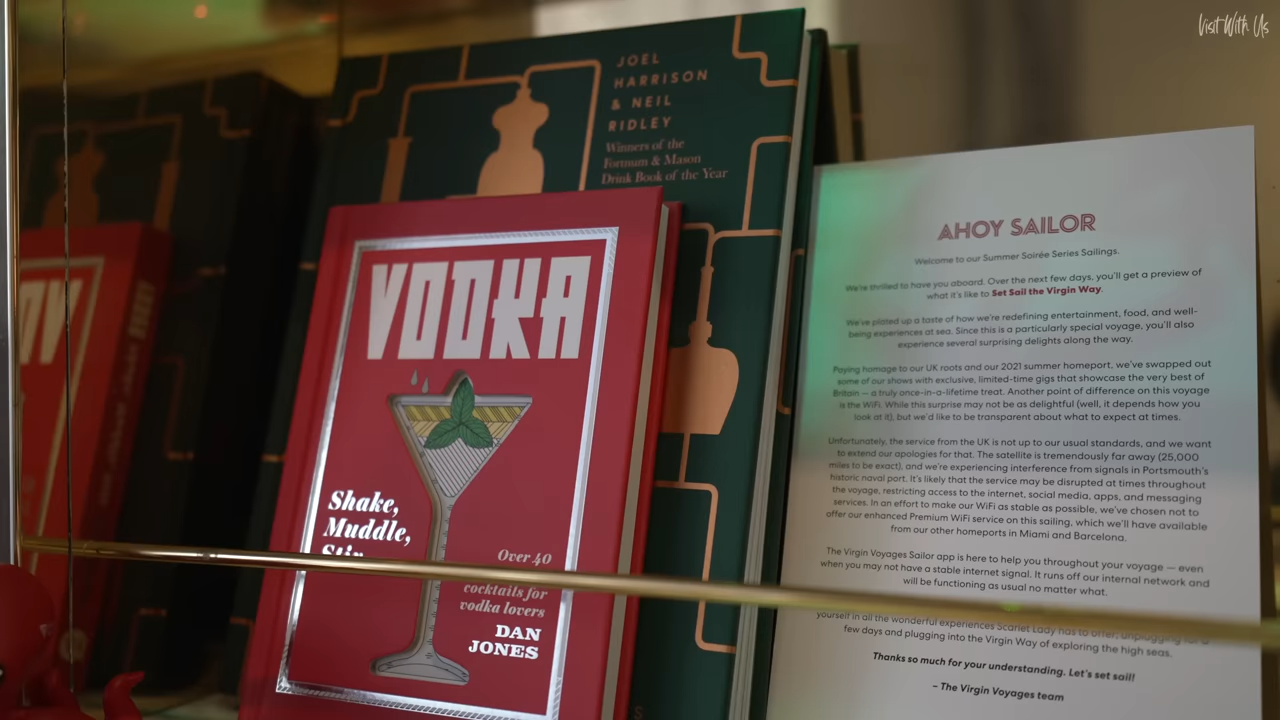 Visit With Us
JOEL
HARRISON
& NEIL
RIDLEY
Winners of the
Fortnum & Mason
Drink Book of the Year
VODKA
Shake,
Muddle,
Stir
Over 40
cocktails for
vodka lovers
DAN
JONES
AHOY SAILOR
Welcome to our Summer Soirée Series Sailings.
We're thrilled to have you aboard. Over the next few days, you'll get a preview of
what it's like to Set Sail the Virgin Way.
We've plated up a taste of how we're redefining entertainment, food, and well-
being experiences at sea. Since this is a particularly special voyage, you'll also
experience several surprising delights along the way.
Paying homage to our UK roots and our 2021 summer homeport, we've swapped out
some of our shows with exclusive, limited-time gigs that showcase the very best of
Britain — a truly once-in-a-lifetime treat. Another point of difference on this voyage
is the WiFi. While this surprise may not be as delightful (well, it depends how you
look at it), but we'd like to be transparent about what to expect at times.
Unfortunately, the service from the UK is not up to our usual standards, and we want
to extend our apologies for that. The satellite is tremendously far away (25,000
miles to be exact), and we're experiencing interference from signals in Portsmouth's
historic naval port. It's likely that the service may be disrupted at times throughout
the voyage, restricting access to the internet, social media, apps, and messaging
services. In an effort to make our WiFi as stable as possible, we've chosen not to
offer our enhanced Premium WiFi service on this sailing, which we'll have available
from our other homeports in Miami and Barcelona.
The Virgin Voyages Sailor app is here to help you throughout your voyage — even
when you may not have a stable internet signal. It runs off our internal network and
will be functioning as usual no matter what.
yourself in all the wonderful experiences Scarlet Lady has to offer, unplugging for a
few days and plugging into the Virgin Way of exploring the high seas.
Thanks so much for your understanding. Let's set sail!
– The Virgin Voyages team